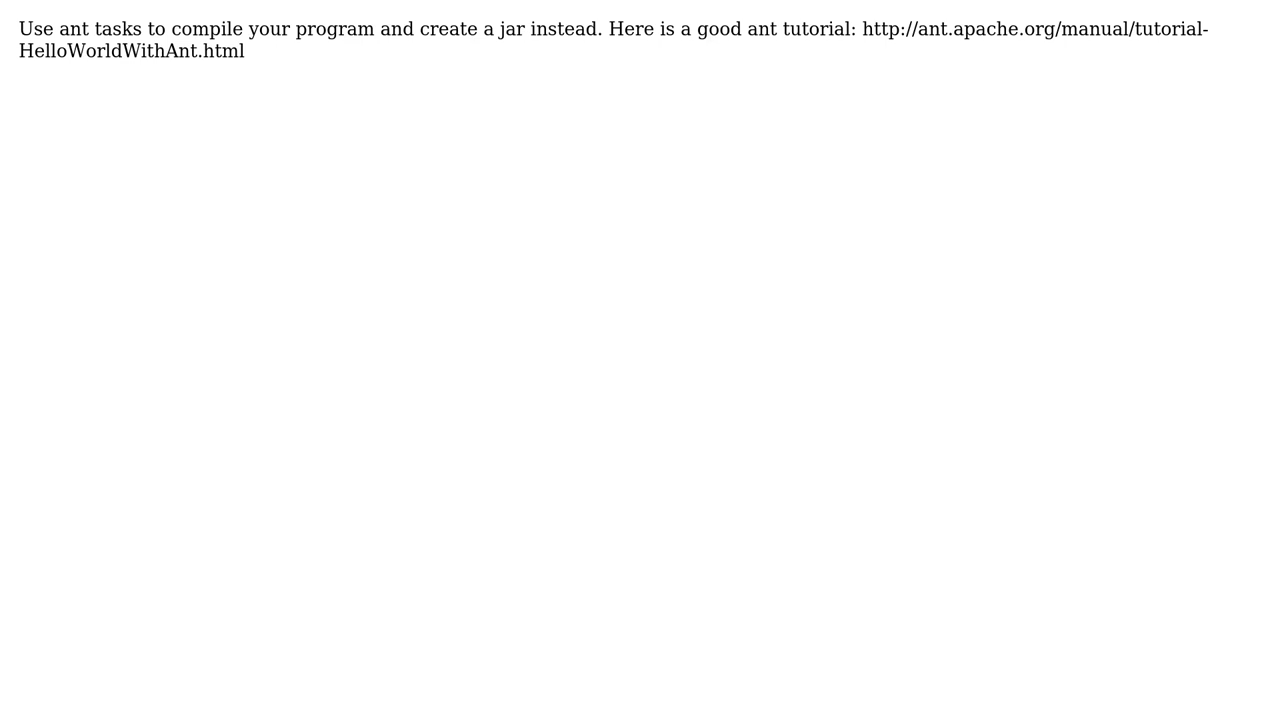 Use ant tasks to compile your program and create a jar instead. Here is a good ant tutorial: http://ant.apache.org/manual/tutorial-
HelloWorldWithAnt.html